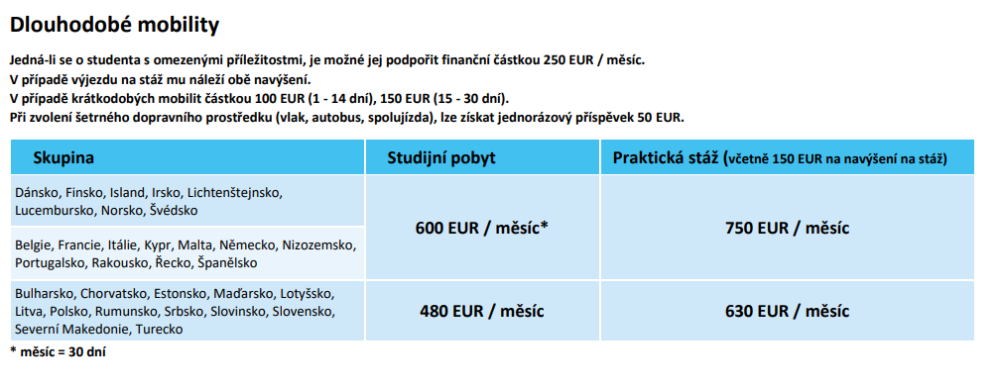 Dlouhodobé mobility
Jedná-li se o studenta s omezenými příležitostmi, je možné jej podpořit finanční částkou 250 EUR / měsíc.
V případě výjezdu na stáž mu náleží obě navýšení.
V případě krátkodobých mobilit částkou 100 EUR (1 - 14 dní), 150 EUR (15 - 30 dní).
Při zvolení šetrného dopravního prostředku (vlak, autobus, spolujízda), lze získat jednorázový příspěvek 50 EUR.
Skupina
Studijní pobyt
Praktická stáž (včetně 150 EUR na navýšení na stáž)
Dánsko, Finsko, Island, Irsko, Lichtenštejnsko,
Lucembursko, Norsko, Švédsko
600 EUR / měsíc*
750 EUR / měsíc
Belgie, Francie, Itálie, Kypr, Malta, Německo, Nizozemsko,
Portugalsko, Rakousko, Řecko, Španělsko
Bulharsko, Chorvatsko, Estonsko, Maďarsko, Lotyšsko,
Litva, Polsko, Rumunsko, Srbsko, Slovinsko, Slovensko,
Severní Makedonie, Turecko
480 EUR / měsíc
630 EUR / měsíc
* měsíc = 30 dní